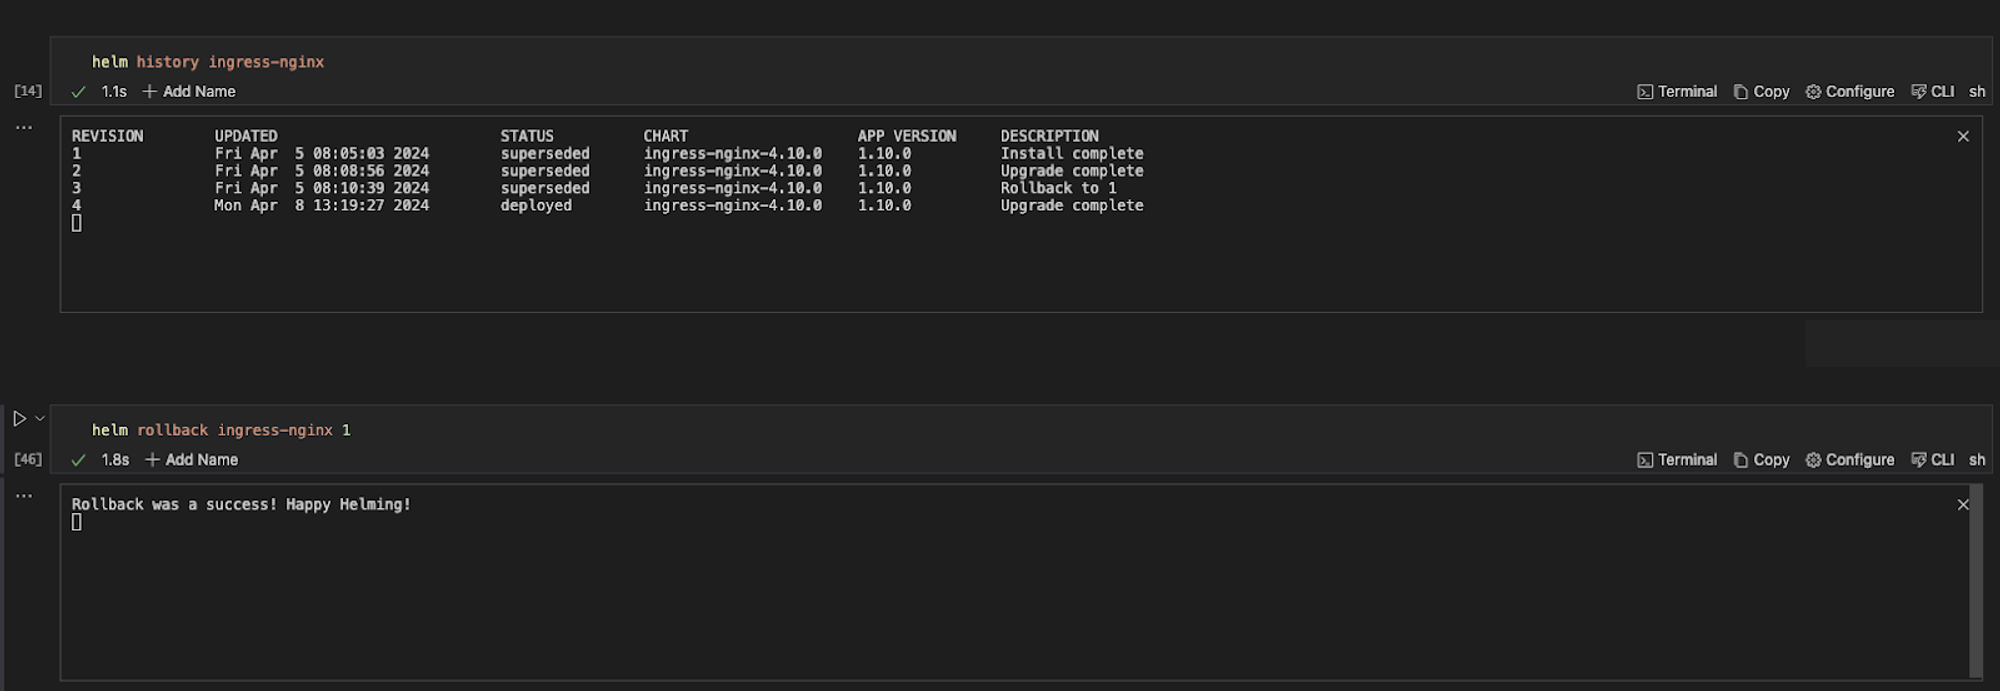 helm history ingress-nginx
[14] 1.1s Add Name Terminal Copy Configure CLI sh
REVISION UPDATED STATUS CHART APP VERSION DESCRIPTION
1 Fri Apr 5 08:05:03 2024 superseded ingress-nginx-4.10.0 1.10.0 Install complete
2 Fri Apr 5 08:08:56 2024 superseded ingress-nginx-4.10.0 1.10.0 Upgrade complete
3 Fri Apr 5 08:10:39 2024 superseded ingress-nginx-4.10.0 1.10.0 Rollback to 1
4 Mon Apr 8 13:19:27 2024 deployed ingress-nginx-4.10.0 1.10.0 Upgrade complete
helm rollback ingress-nginx 1
[46] 1.8s Add Name Terminal Copy Configure CLI sh
Rollback was a success! Happy Helming!